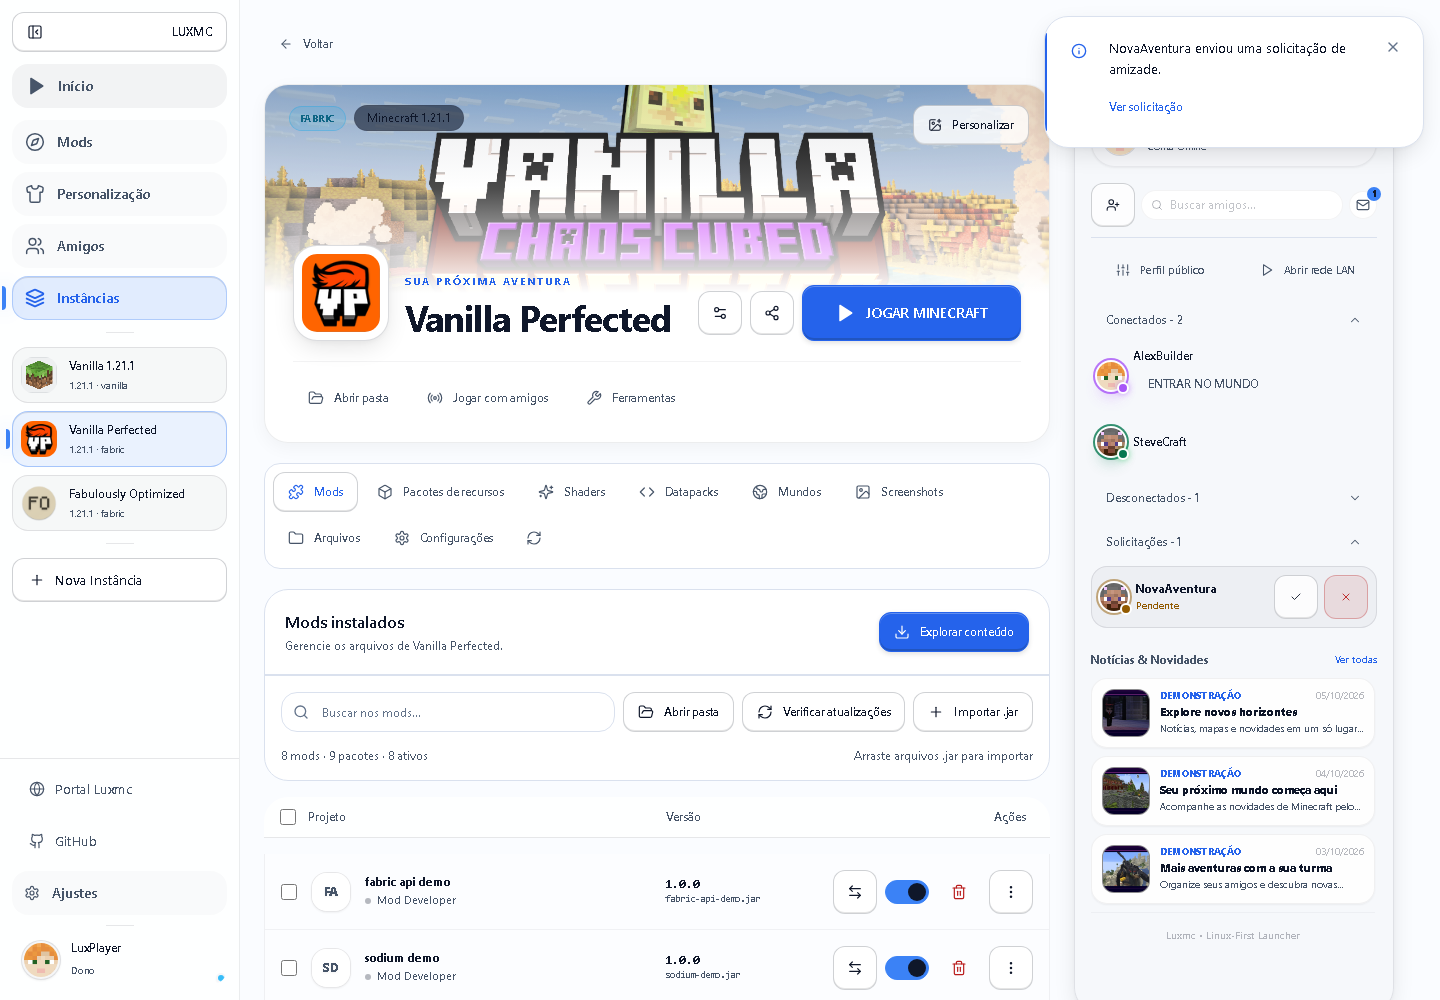 LUXMC
Início
Mods
Personalização
Amigos
Instâncias
Vanilla 1.21.1
1.21.1 · vanilla
Vanilla Perfected
1.21.1 · fabric
Fabulously Optimized
1.21.1 · fabric
Nova Instância
Portal Luxmc
GitHub
Ajustes
LuxPlayer
Dono
Voltar
FABRIC
Minecraft 1.21.1
Personalizar
VANILLA
CHAOS CUBED
VP
SUA PRÓXIMA AVENTURA
Vanilla Perfected
JOGAR MINECRAFT
Abrir pasta
Jogar com amigos
Ferramentas
Mods
Pacotes de recursos
Shaders
Datapacks
Mundos
Screenshots
Arquivos
Configurações
Mods instalados
Gerencie os arquivos de Vanilla Perfected.
Explorar conteúdo
Buscar nos mods...
Abrir pasta
Verificar atualizações
Importar .jar
8 mods · 9 pacotes · 8 ativos
Arraste arquivos .jar para importar
Projeto
Versão
Ações
FA
fabric api demo
Mod Developer
1.0.0
fabric-api-demo.jar
SD
sodium demo
Mod Developer
1.0.0
sodium-demo.jar
NovaAventura enviou uma solicitação de
amizade.
Ver solicitação
Buscar amigos...
1
Perfil público
Abrir rede LAN
Conectados - 2
AlexBuilder
ENTRAR NO MUNDO
SteveCraft
Desconectados - 1
Solicitações - 1
NovaAventura
Pendente
Notícias & Novidades
Ver todas
DEMONSTRAÇÃO
05/10/2026
Explore novos horizontes
Notícias, mapas e novidades em um só lugar...
DEMONSTRAÇÃO
04/10/2026
Seu próximo mundo começa aqui
Acompanhe as novidades de Minecraft pelo...
DEMONSTRAÇÃO
03/10/2026
Mais aventuras com a sua turma
Organize seus amigos e descubra novas...
Luxmc • Linux-First Launcher